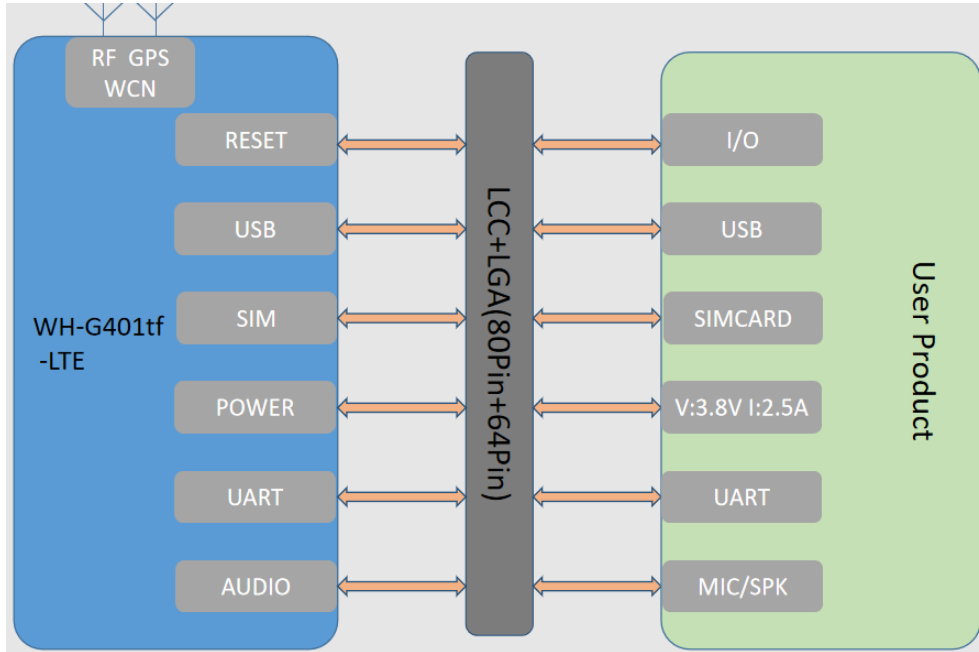 RF GPS
WCN
RESET
USB
SIM
POWER
UART
AUDIO
WH-G401tf
-LTE
LCC+LGA(80Pin+64Pin)
I/O
USB
SIMCARD
V:3.8V I:2.5A
UART
MIC/SPK
User Product